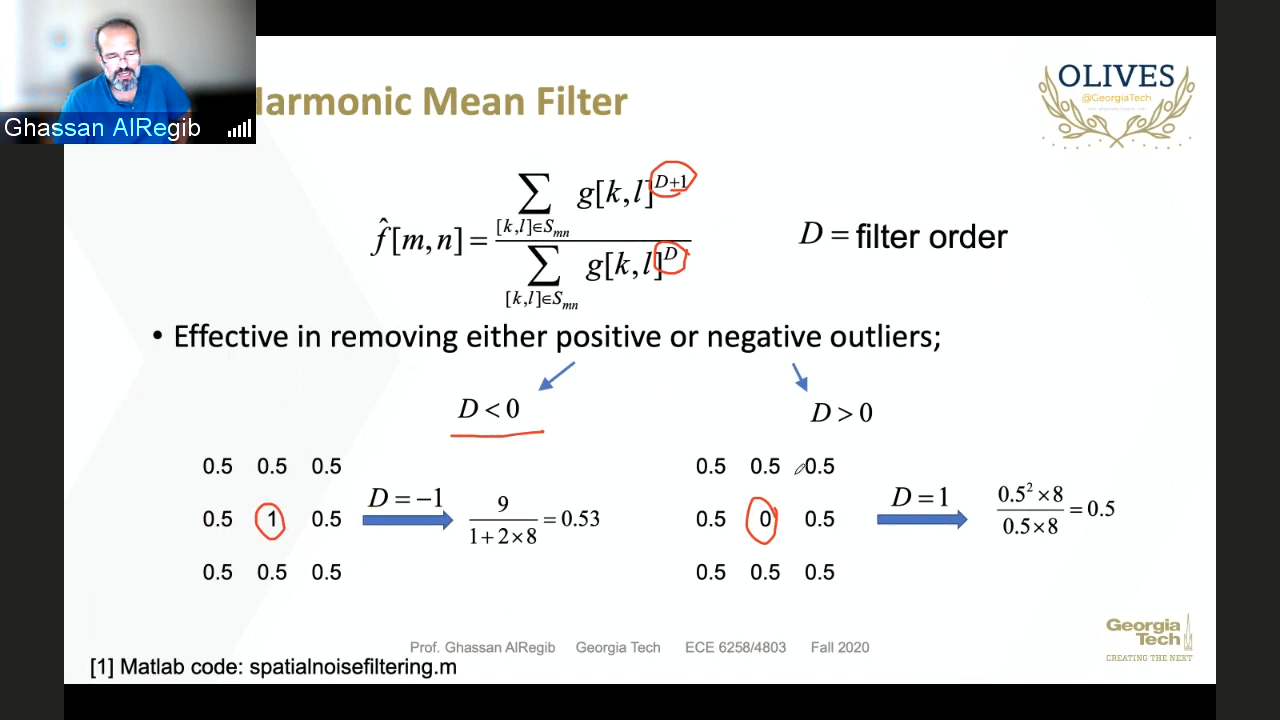 Ghassan AlRegib
Harmonic Mean Filter
OLIVES
@GeorgiaTech
f̂[m,n] = ∑[k,l]∈Smn g[k,l]^(D+1) / ∑[k,l]∈Smn g[k,l]^D
D = filter order
• Effective in removing either positive or negative outliers;
D < 0
D > 0
0.5 0.5 0.5
0.5 1 0.5
0.5 0.5 0.5
D = −1
9 / (1+2×8) = 0.53
0.5 0.5 0.5
0.5 0 0.5
0.5 0.5 0.5
D = 1
0.5² × 8 / 0.5 × 8 = 0.5
Prof. Ghassan AlRegib Georgia Tech ECE 6258/4803 Fall 2020
[1] Matlab code: spatialnoisefiltering.m
Georgia
Tech
CREATING THE NEXT